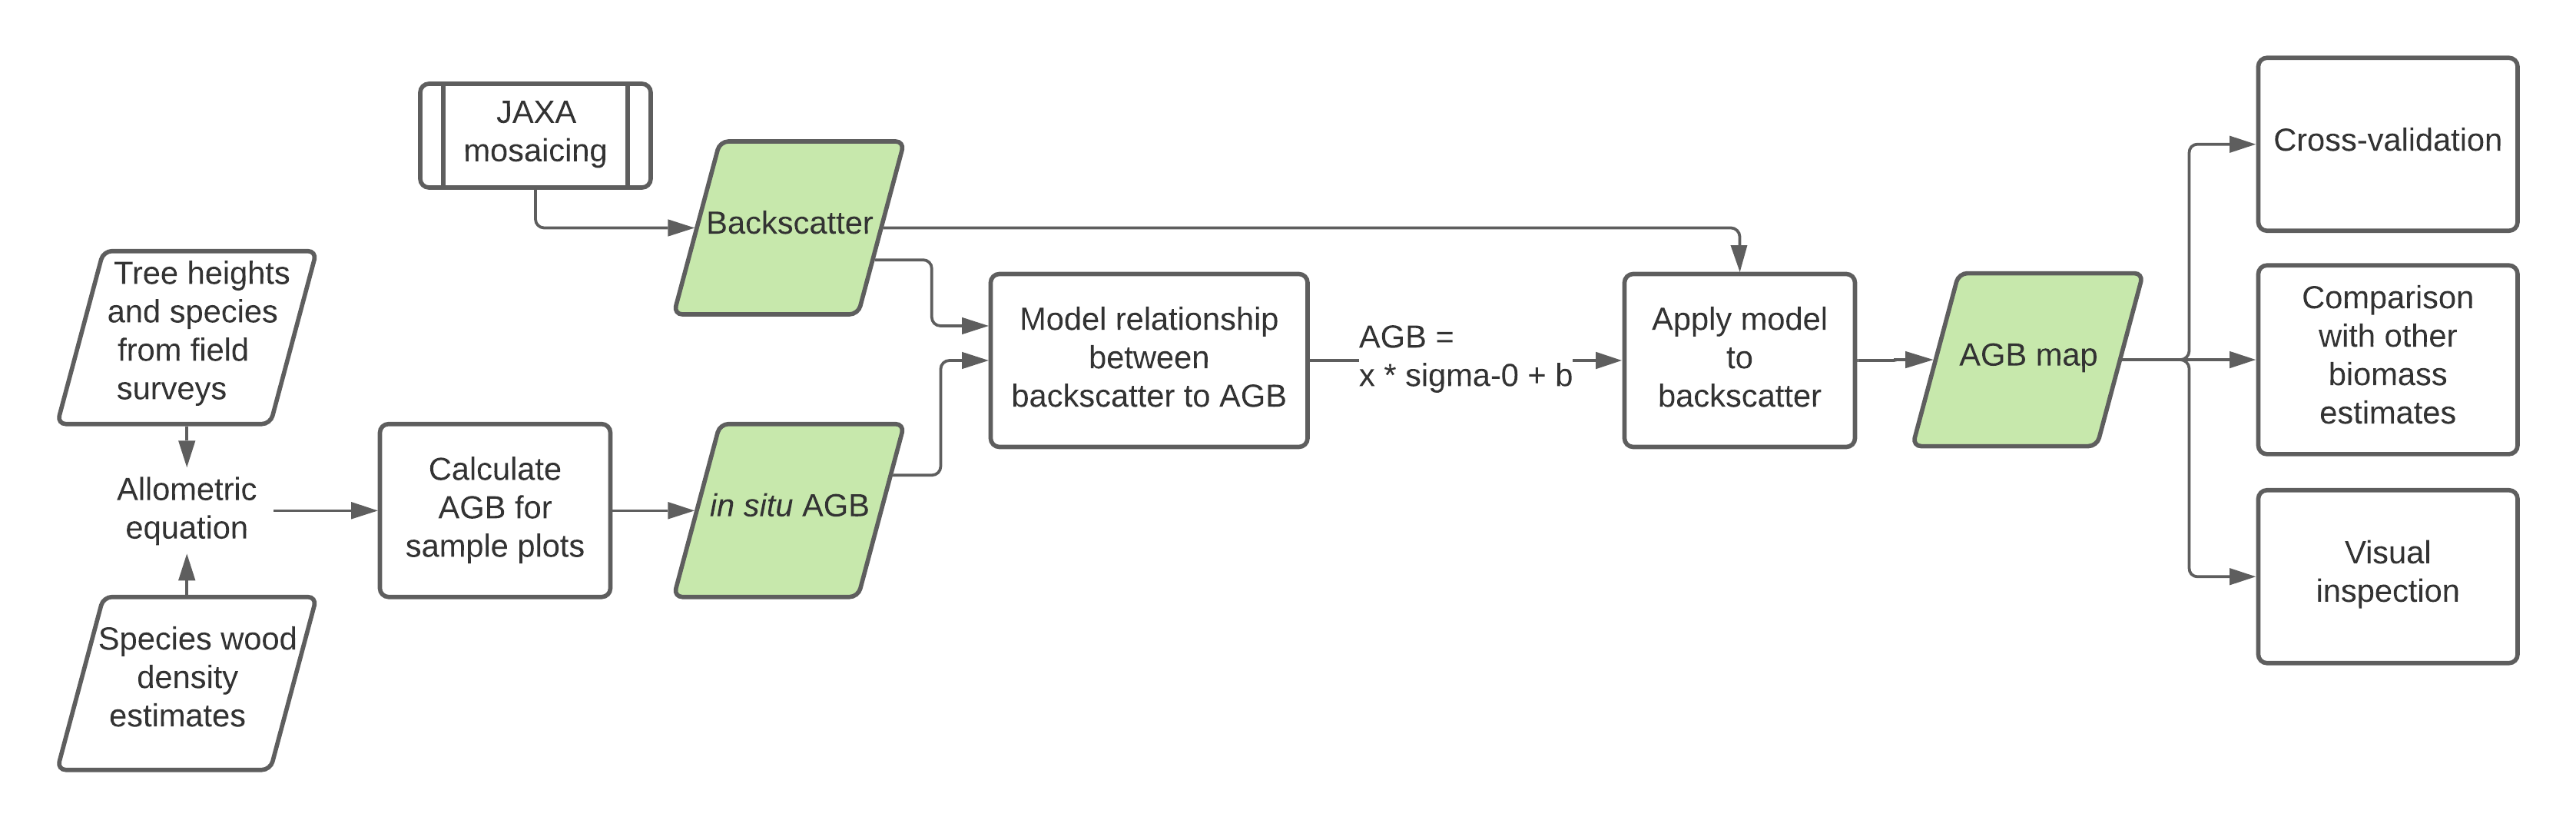 JAXA
mosaicing
Backscatter
Tree heights
and species
from field
surveys
Allometric
equation
Species wood
density
estimates
Calculate
AGB for
sample plots
in situ AGB
Model relationship
between
backscatter to AGB
AGB =
x * sigma-0 + b
Apply model
to
backscatter
AGB map
Cross-validation
Comparison
with other
biomass
estimates
Visual
inspection